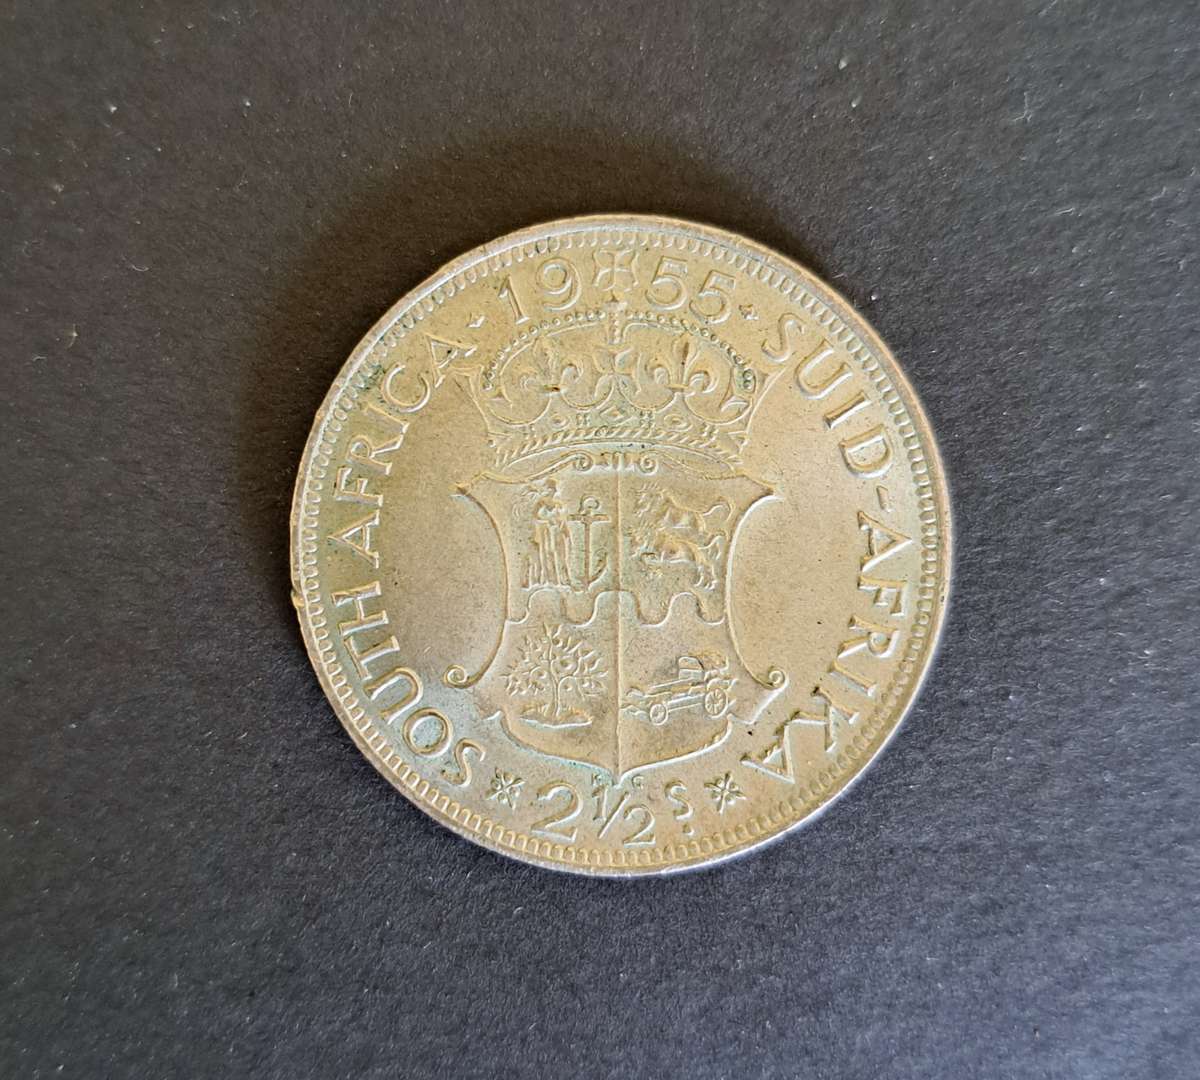 SOUTH AFRICA · 1955 · SUID-AFRIKA
2½ S
K G